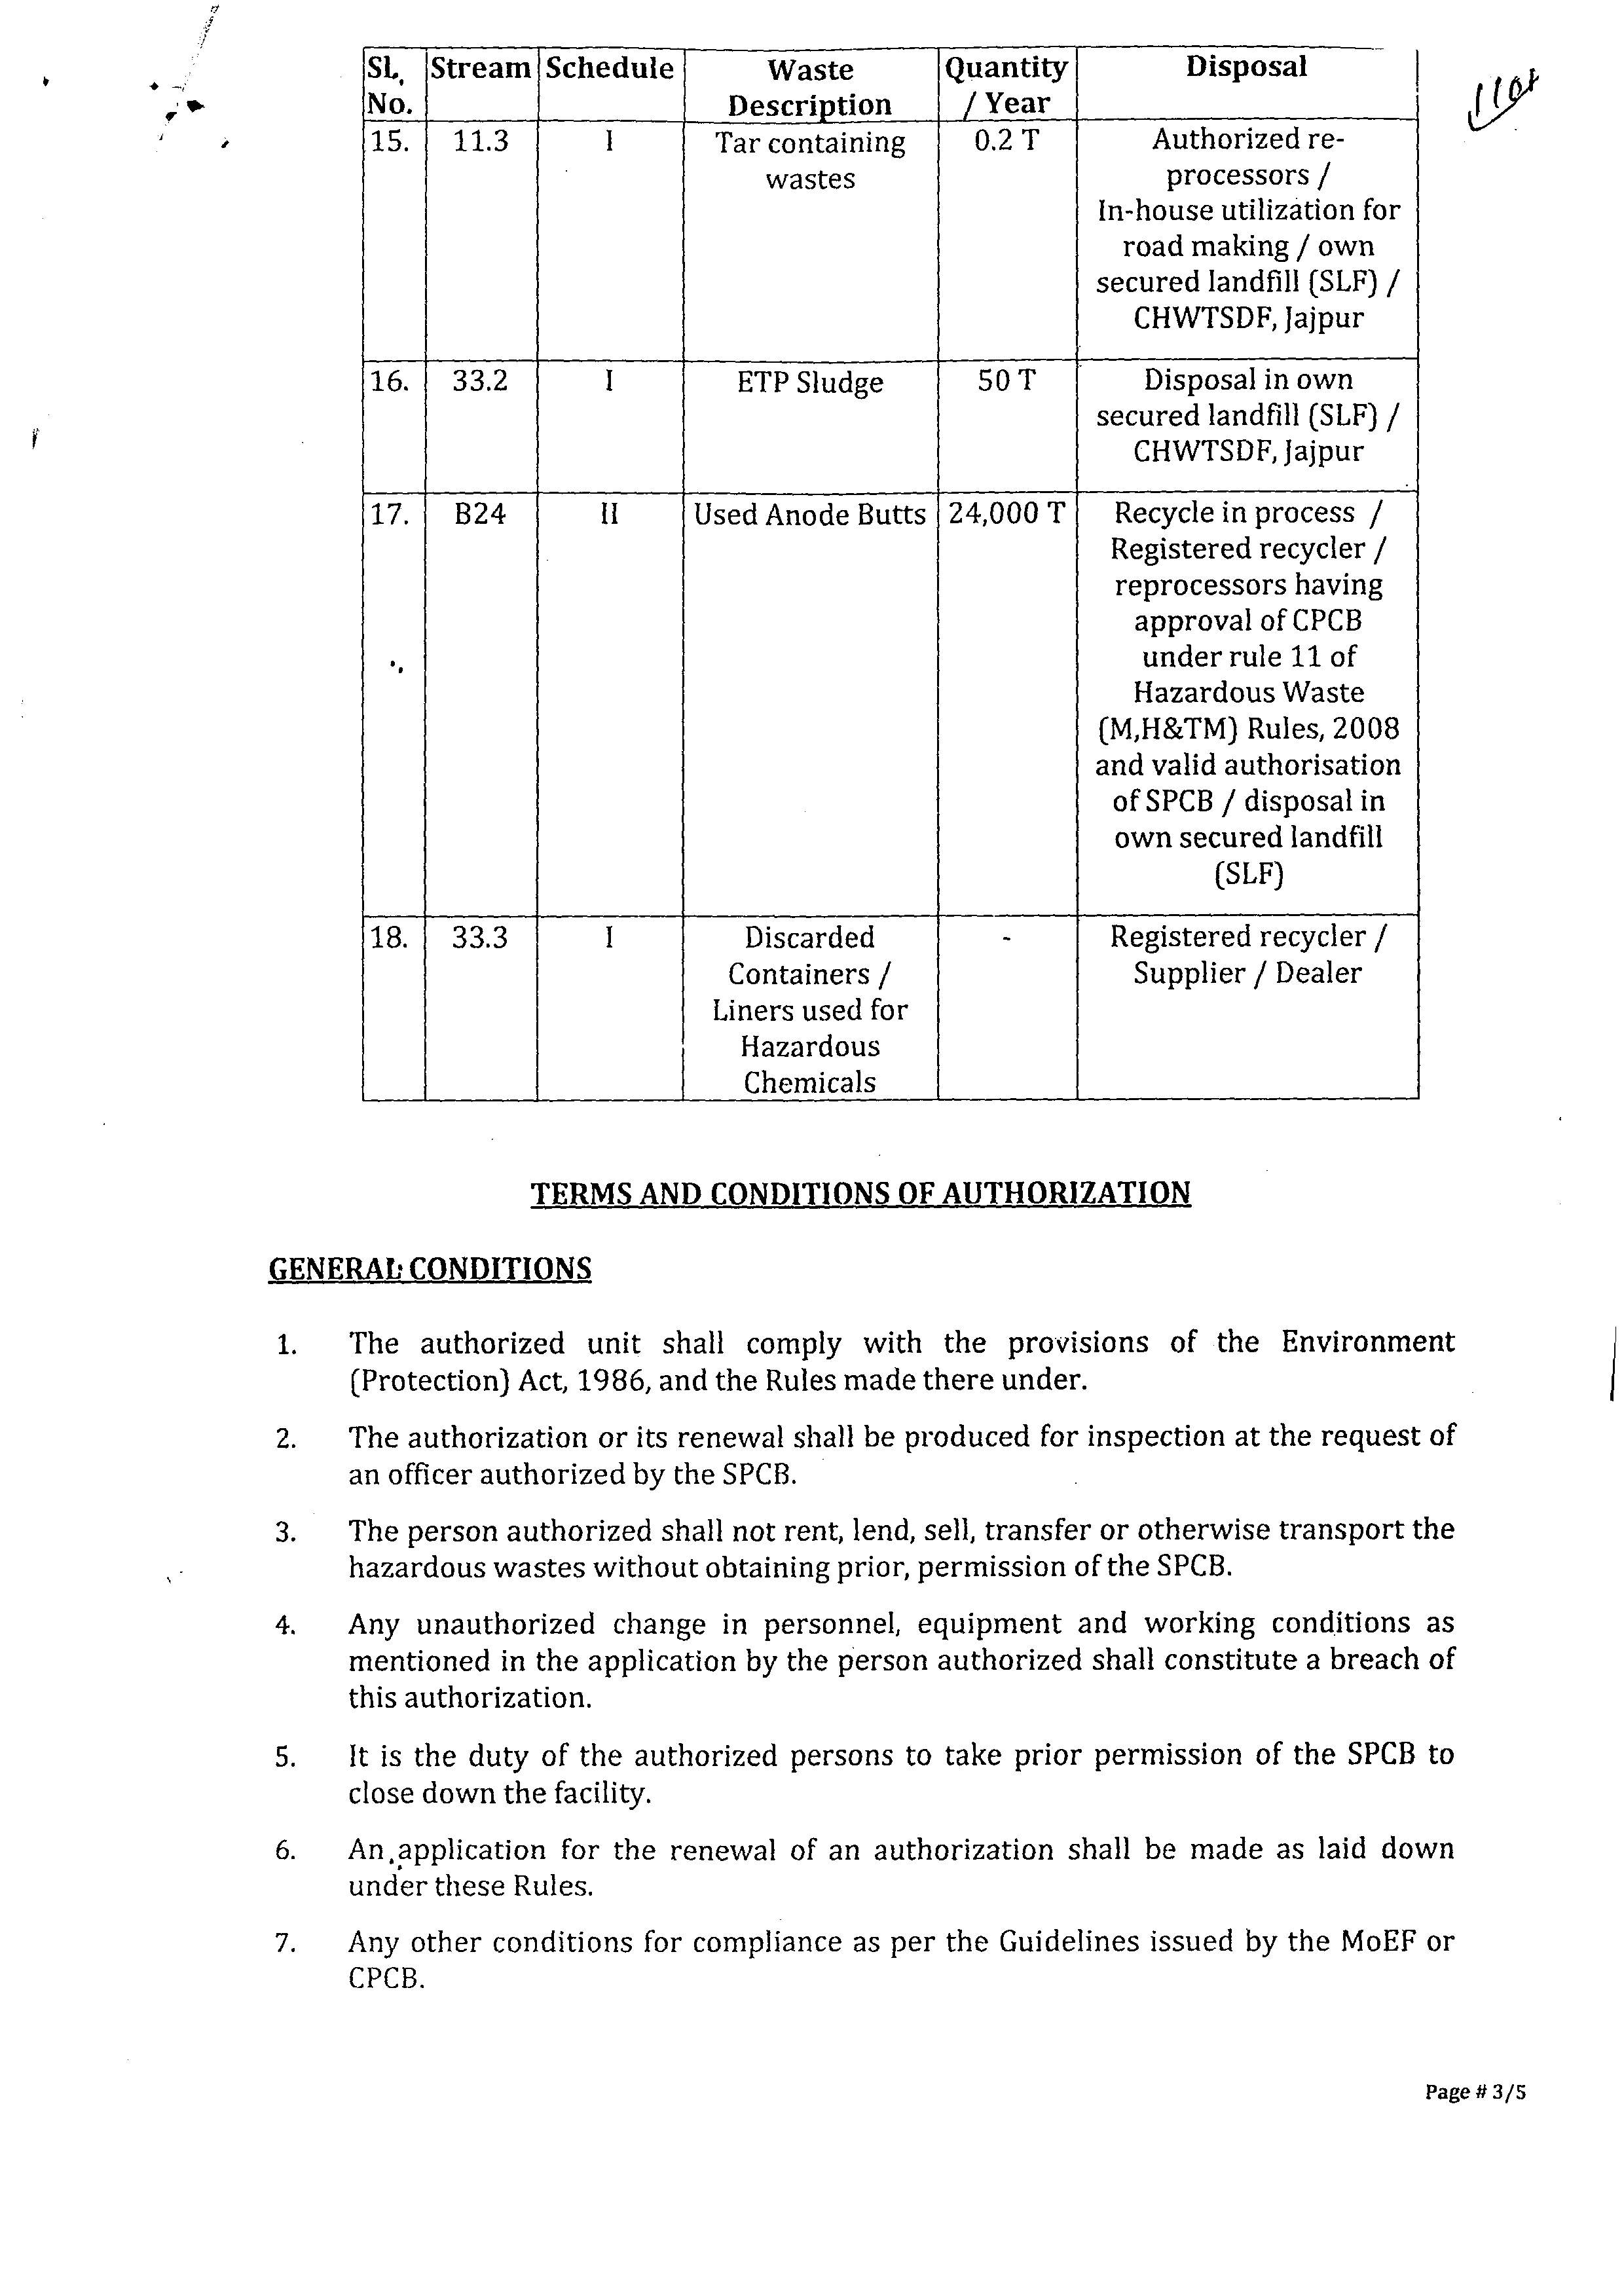 Sl. Stream Schedule Waste Quantity Disposal
No. Description / Year
15. 11.3 I Tar containing 0.2 T Authorized re-
wastes processors /
In-house utilization for
road making / own
secured landfill (SLF) /
CHWTSDF, Jajpur
16. 33.2 I ETP Sludge 50 T Disposal in own
secured landfill (SLF) /
CHWTSDF, Jajpur
17. B24 II Used Anode Butts 24,000 T Recycle in process /
Registered recycler /
reprocessors having
approval of CPCB
under rule 11 of
Hazardous Waste
(M,H&TM) Rules, 2008
and valid authorisation
of SPCB / disposal in
own secured landfill
(SLF)
18. 33.3 I Discarded - Registered recycler /
Containers / Supplier / Dealer
Liners used for
Hazardous
Chemicals
TERMS AND CONDITIONS OF AUTHORIZATION
GENERAL CONDITIONS
1. The authorized unit shall comply with the provisions of the Environment
(Protection) Act, 1986, and the Rules made there under.
2. The authorization or its renewal shall be produced for inspection at the request of
an officer authorized by the SPCB.
3. The person authorized shall not rent, lend, sell, transfer or otherwise transport the
hazardous wastes without obtaining prior, permission of the SPCB.
4. Any unauthorized change in personnel, equipment and working conditions as
mentioned in the application by the person authorized shall constitute a breach of
this authorization.
5. It is the duty of the authorized persons to take prior permission of the SPCB to
close down the facility.
6. An application for the renewal of an authorization shall be made as laid down
under these Rules.
7. Any other conditions for compliance as per the Guidelines issued by the MoEF or
CPCB.
Page # 3/5